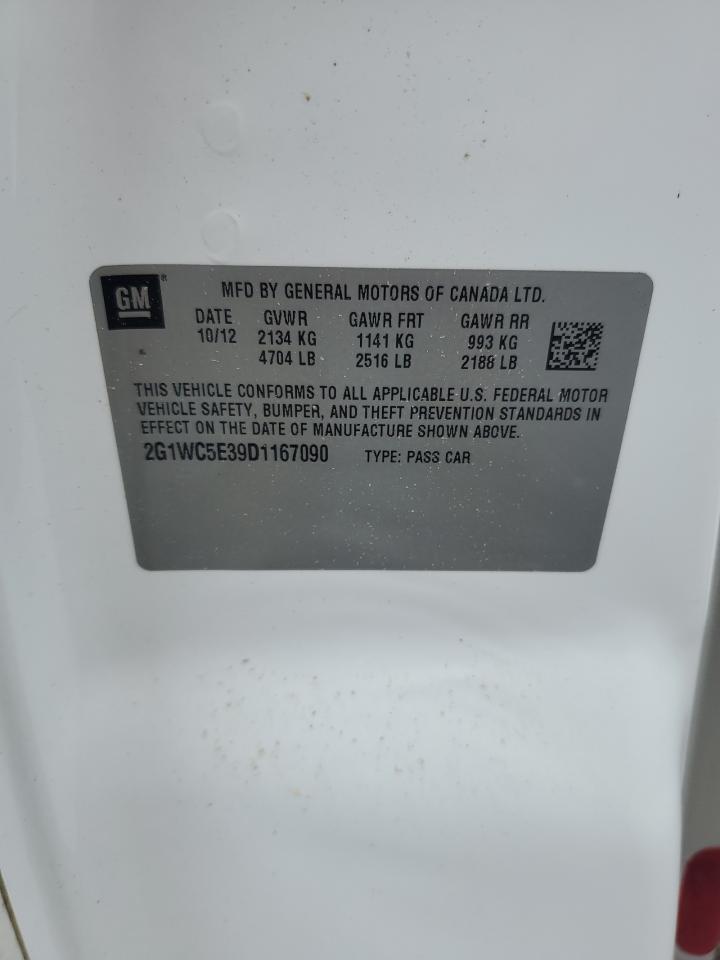 GM®
MFD BY GENERAL MOTORS OF CANADA LTD.
DATE GVWR GAWR FRT GAWR RR
10/12 2134 KG 1141 KG 993 KG
4704 LB 2516 LB 2188 LB
THIS VEHICLE CONFORMS TO ALL APPLICABLE U.S. FEDERAL MOTOR
VEHICLE SAFETY, BUMPER, AND THEFT PREVENTION STANDARDS IN
EFFECT ON THE DATE OF MANUFACTURE SHOWN ABOVE.
2G1WC5E39D1167090 TYPE: PASS CAR